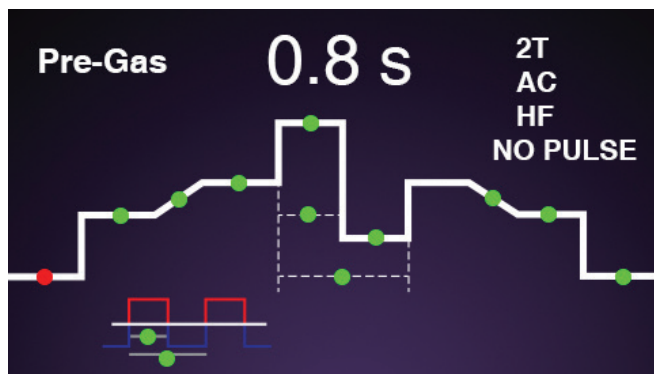 Pre-Gas
0.8 s
2T
AC
HF
NO PULSE